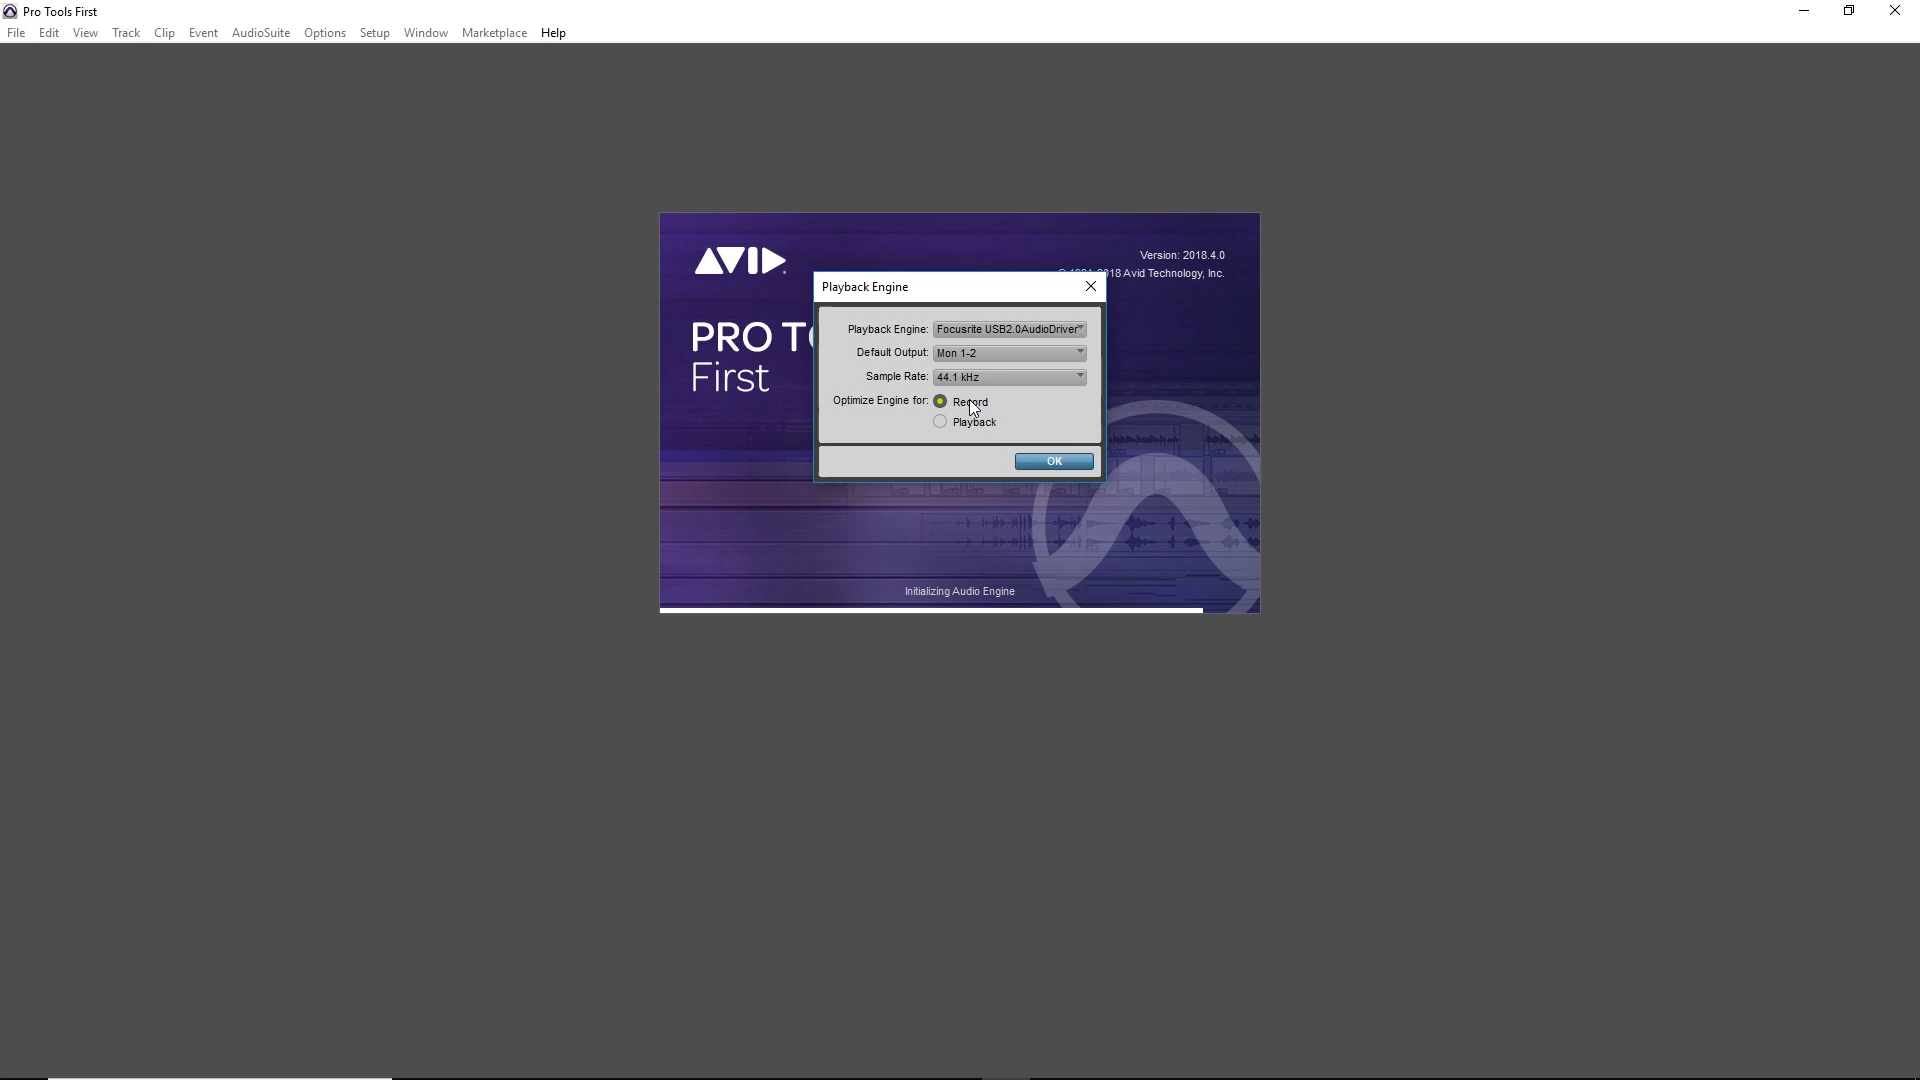 Pro Tools First
File Edit View Track Clip Event AudioSuite Options Setup Window Marketplace Help
AVID
Version: 2018.4.0
18 Avid Technology, Inc.
PRO
First
Playback Engine
Playback Engine: Focusrite USB2.0AudioDriver
Default Output: Mon 1-2
Sample Rate: 44.1 kHz
Optimize Engine for: Record
Playback
OK
Initializing Audio Engine